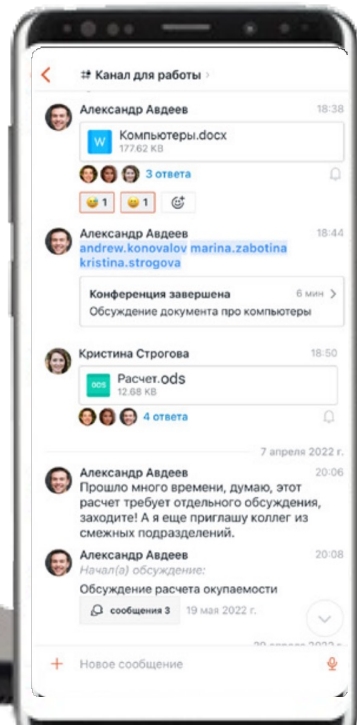 # Канал для работы >
Александр Авдеев 18:38
W Компьютеры.docx
177.62 KB
3 ответа
1 1
Александр Авдеев 18:44
andrew.konovalov marina.zabotina
kristina.strogova
Конференция завершена 6 мин >
Обсуждение документа про компьютеры
Кристина Строгова 18:50
ODS Расчет.ods
12.68 KB
4 ответа
7 апреля 2022 г.
Александр Авдеев 20:06
Прошло много времени, думаю, этот
расчет требует отдельного обсуждения,
заходите! А я еще приглашу коллег из
смежных подразделений.
Александр Авдеев 20:08
Начал(а) обсуждение:
Обсуждение расчета окупаемости
сообщения 3 19 мая 2022 г.
+ Новое сообщение